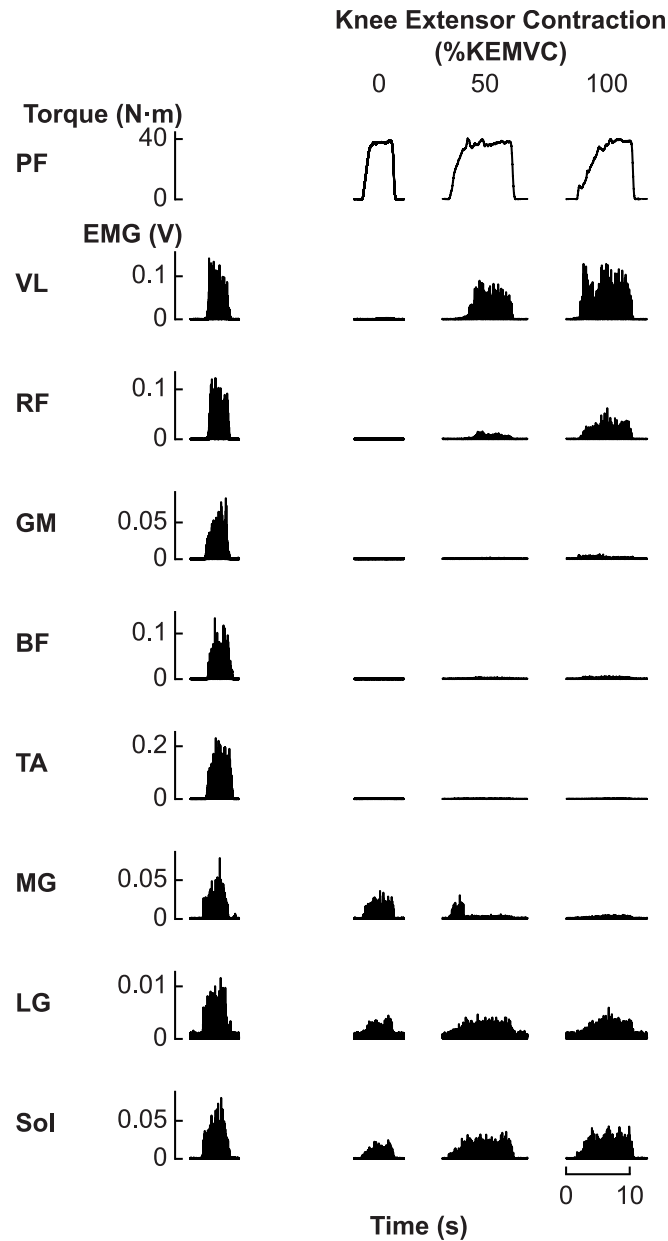 Knee Extensor Contraction
(%KEMVC)
0 50 100
Torque (N·m)
40
PF
0
EMG (V)
VL
0.1
0
RF
0.1
0
GM
0.05
0
BF
0.1
0
TA
0.2
0
MG
0.05
0
LG
0.01
0
Sol
0.05
0
0 10
Time (s)